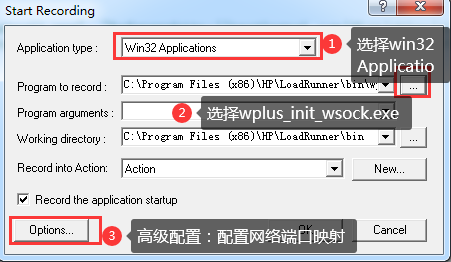 Start Recording
Application type :
Win32 Applications
1
选择win32
Applicatio
Program to record :
C:\Program Files (x86)\HP\LoadRunner\bin\w
...
Program arguments :
2
选择wplus_init_wsock.exe
Working directory :
C:\Program Files (x86)\HP\LoadRunner\bin
...
Record into Action:
Action
New...
Record the application startup
Options...
3
高级配置：配置网络端口映射
OK
Cancel